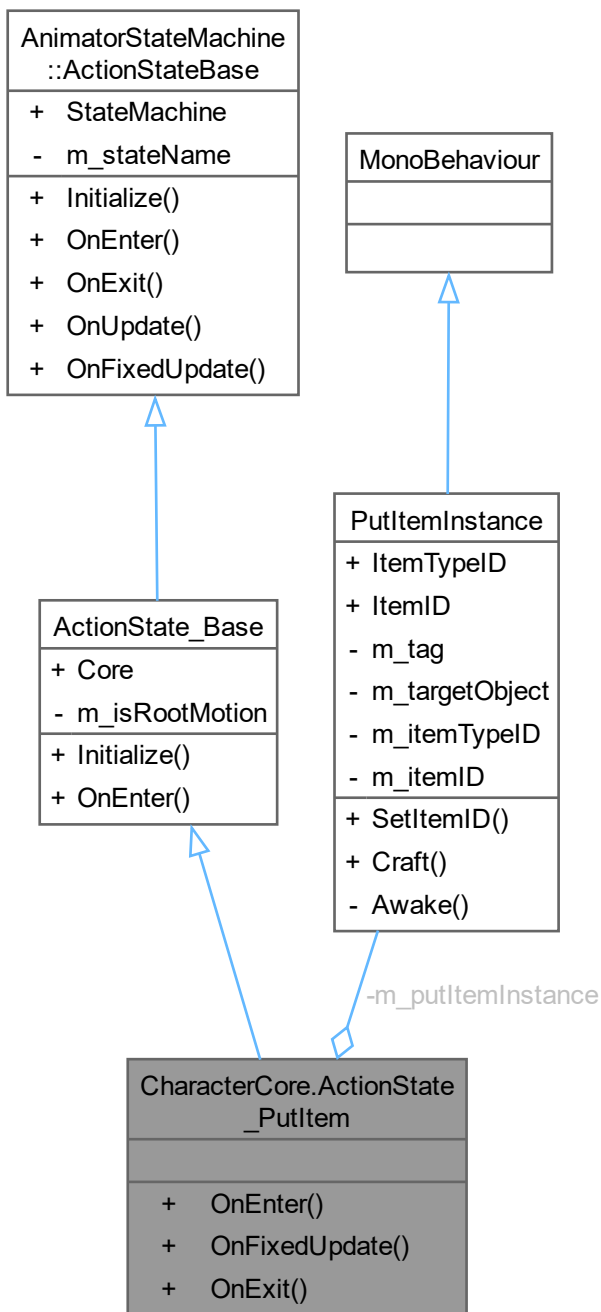 AnimatorStateMachine
::ActionStateBase
+ StateMachine
- m_stateName
+ Initialize()
+ OnEnter()
+ OnExit()
+ OnUpdate()
+ OnFixedUpdate()
MonoBehaviour
ActionState_Base
+ Core
- m_isRootMotion
+ Initialize()
+ OnEnter()
PutItemInstance
+ ItemTypeID
+ ItemID
- m_tag
- m_targetObject
- m_itemTypeID
- m_itemID
+ SetItemID()
+ Craft()
- Awake()
-m_putItemInstance
CharacterCore.ActionState
_PutItem
+ OnEnter()
+ OnFixedUpdate()
+ OnExit()